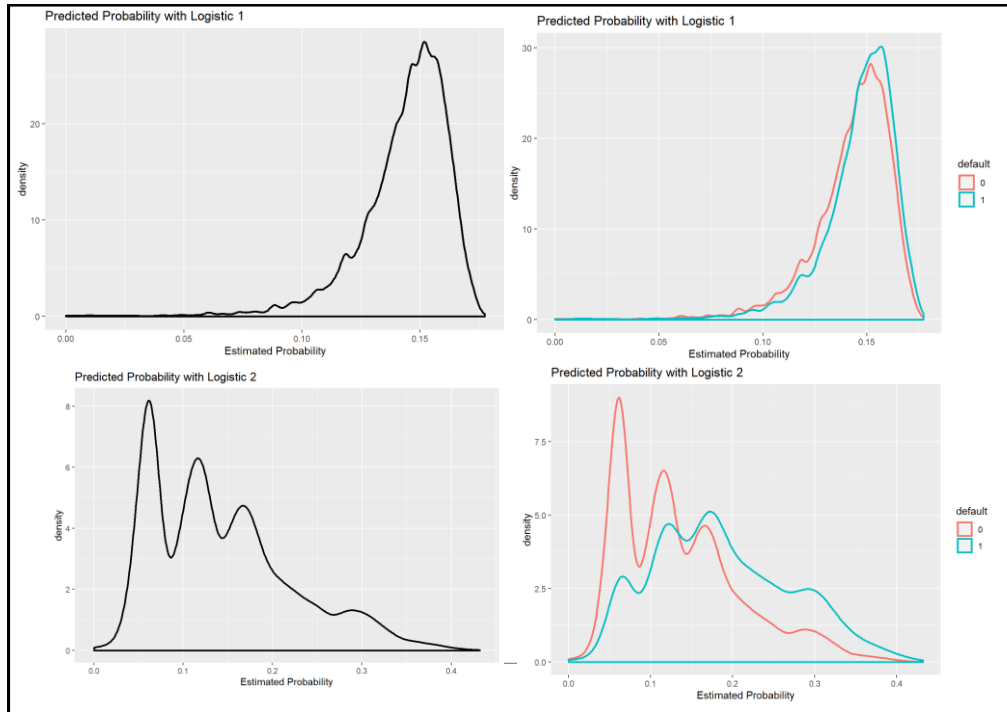 Predicted Probability with Logistic 1
density
20
10
0
0.00 0.05 0.10 0.15
Estimated Probability
Predicted Probability with Logistic 1
density
30
20
10
0
0.00 0.05 0.10 0.15
Estimated Probability
default
0
1
Predicted Probability with Logistic 2
density
8
6
4
2
0
0.0 0.1 0.2 0.3 0.4
Estimated Probability
Predicted Probability with Logistic 2
density
7.5
5.0
2.5
0.0
0.0 0.1 0.2 0.3 0.4
Estimated Probability
default
0
1